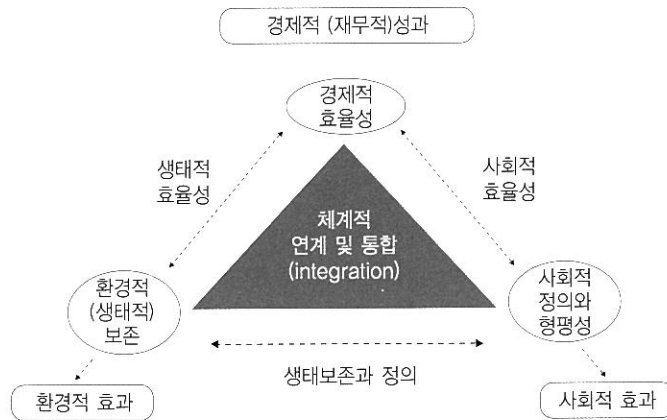 경제적 (재무적)성과
경제적
효율성
생태적
효율성
사회적
효율성
체계적
연계 및 통합
(integration)
환경적
(생태적)
보존
사회적
정의와
형평성
생태보존과 정의
환경적 효과
사회적 효과